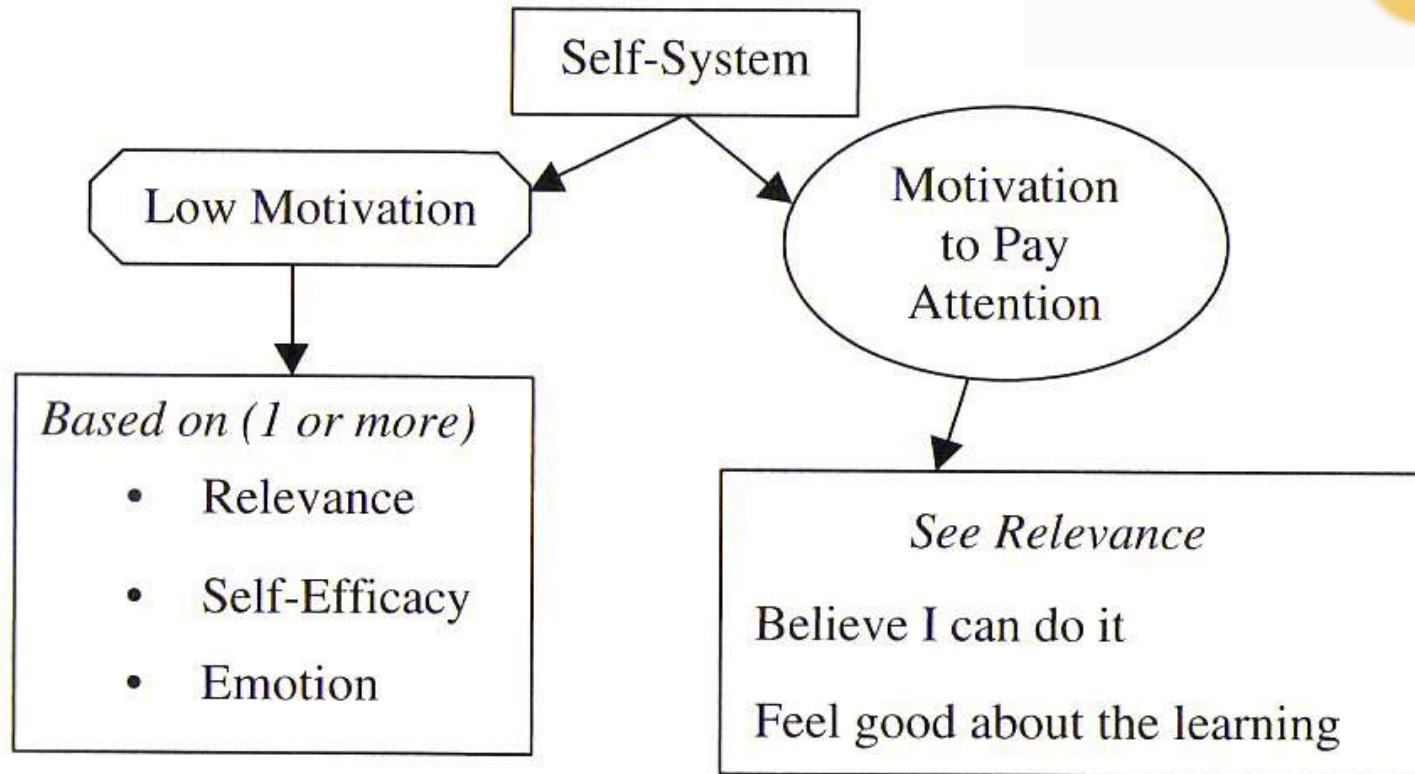 Self-System
Low Motivation
Motivation
to Pay
Attention
Based on (1 or more)
• Relevance
• Self-Efficacy
• Emotion
See Relevance
Believe I can do it
Feel good about the learning